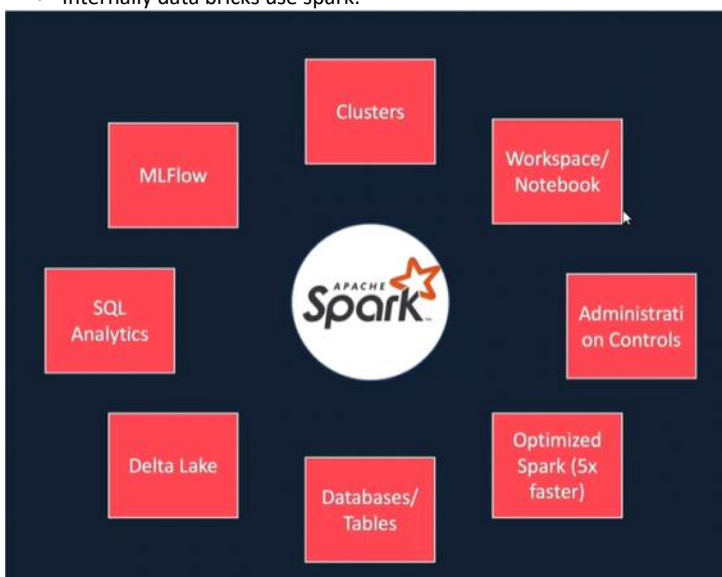 • Internally data bricks use spark.
Clusters
MLFlow
Workspace/
Notebook
APACHE
Spark™
SQL
Analytics
Administrati
on Controls
Delta Lake
Databases/
Tables
Optimized
Spark (5x
faster)